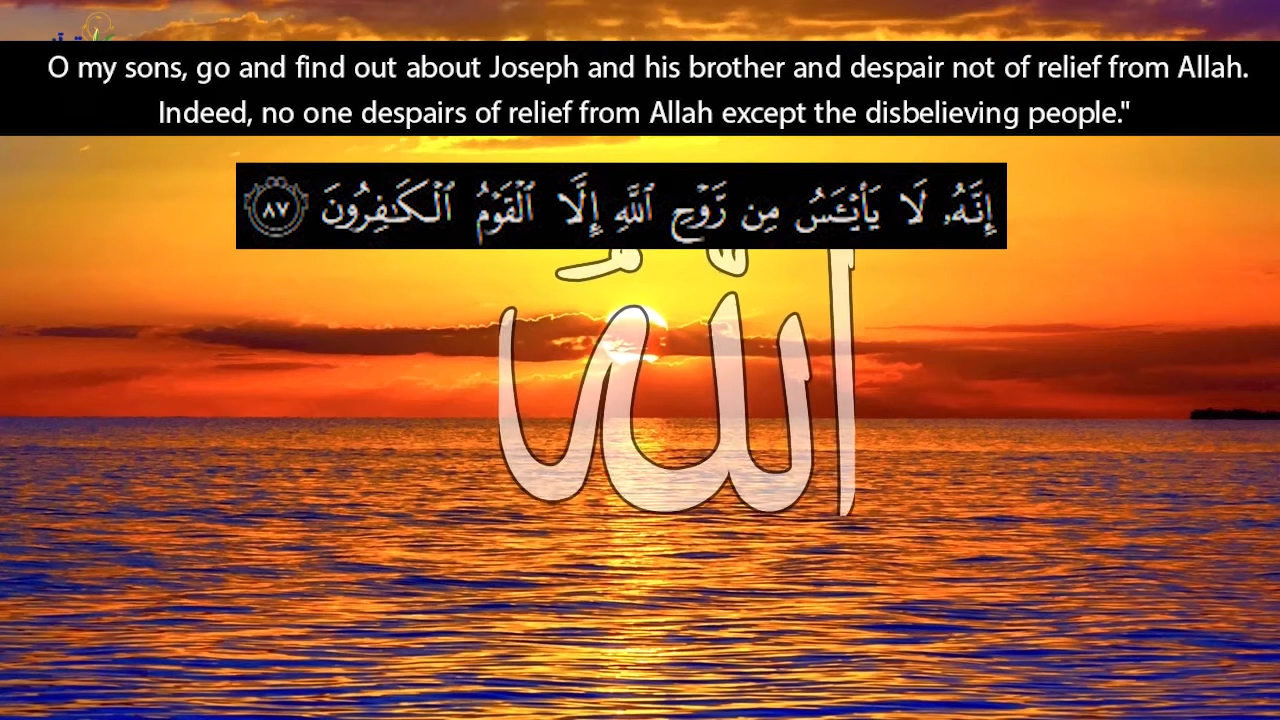 O my sons, go and find out about Joseph and his brother and despair not of relief from Allah.
Indeed, no one despairs of relief from Allah except the disbelieving people."
إِنَّهُۥ لَا يَا۟يْـَٔسُ مِن رَّوْحِ ٱللَّهِ إِلَّا ٱلْقَوْمُ ٱلْكَـٰفِرُونَ ٨٧
الله